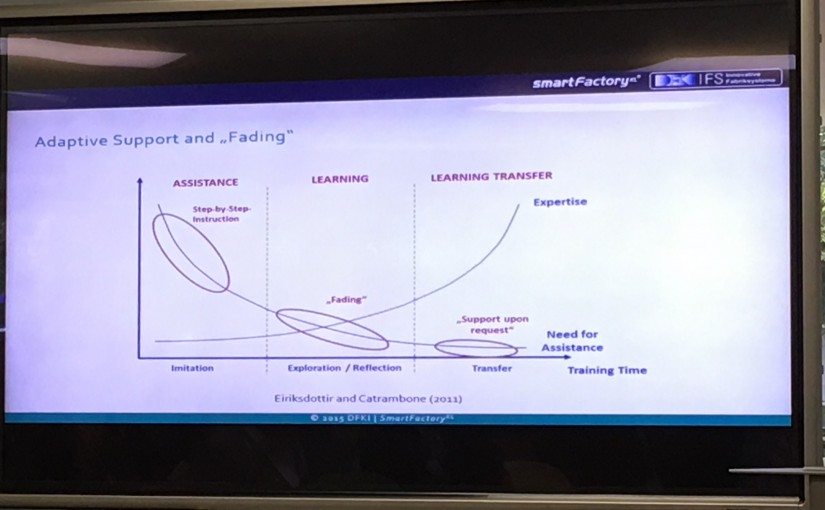 smartFactory KL
IFS Innovative
Fabriksysteme
Adaptive Support and „Fading“
ASSISTANCE
LEARNING
LEARNING TRANSFER
Step-by-Step-
Instruction
Expertise
„Fading“
„Support upon
request“
Need for
Assistance
Imitation
Exploration / Reflection
Transfer
Training Time
Eiriksdottir and Catrambone (2011)
© 2015 DFKI | SmartFactory KL